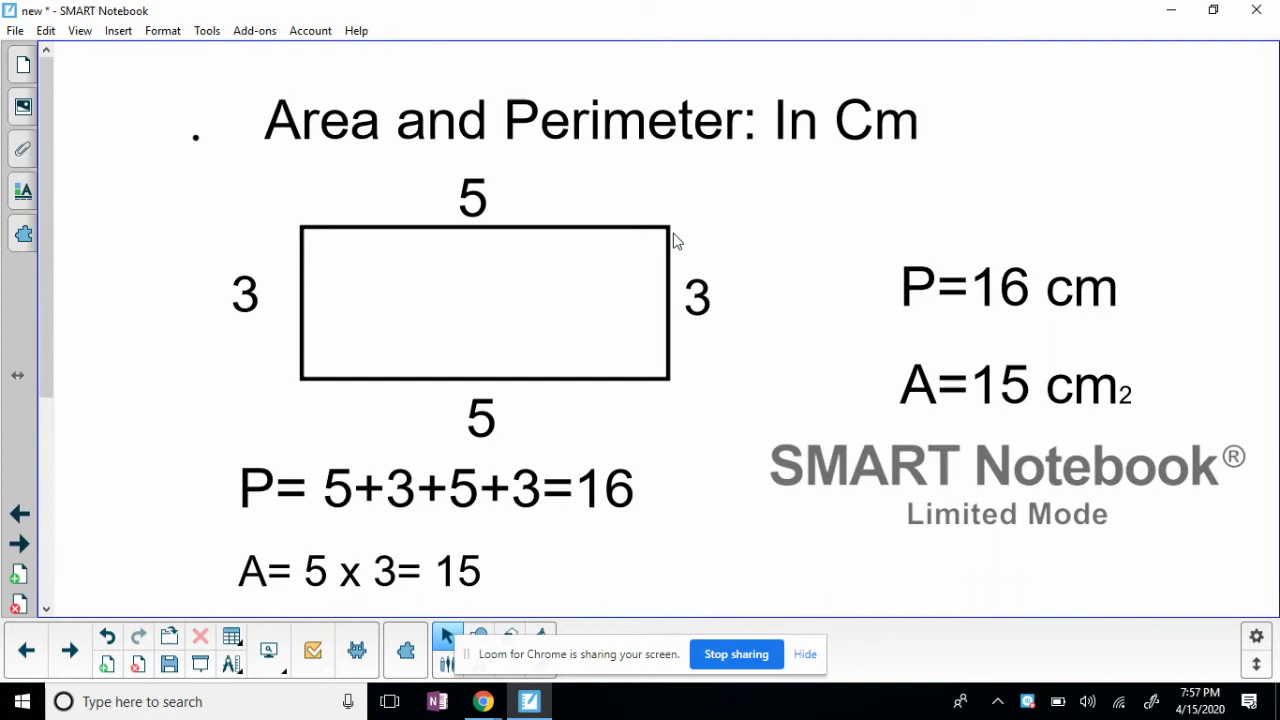 new * - SMART Notebook
File Edit View Insert Format Tools Add-ons Account Help
. Area and Perimeter: In Cm
5
3
3
5
P=16 cm
A=15 cm2
P= 5+3+5+3=16
A= 5 x 3= 15
SMART Notebook®
Limited Mode
Loom for Chrome is sharing your screen. Stop sharing Hide
Type here to search
7:57 PM
4/15/2020